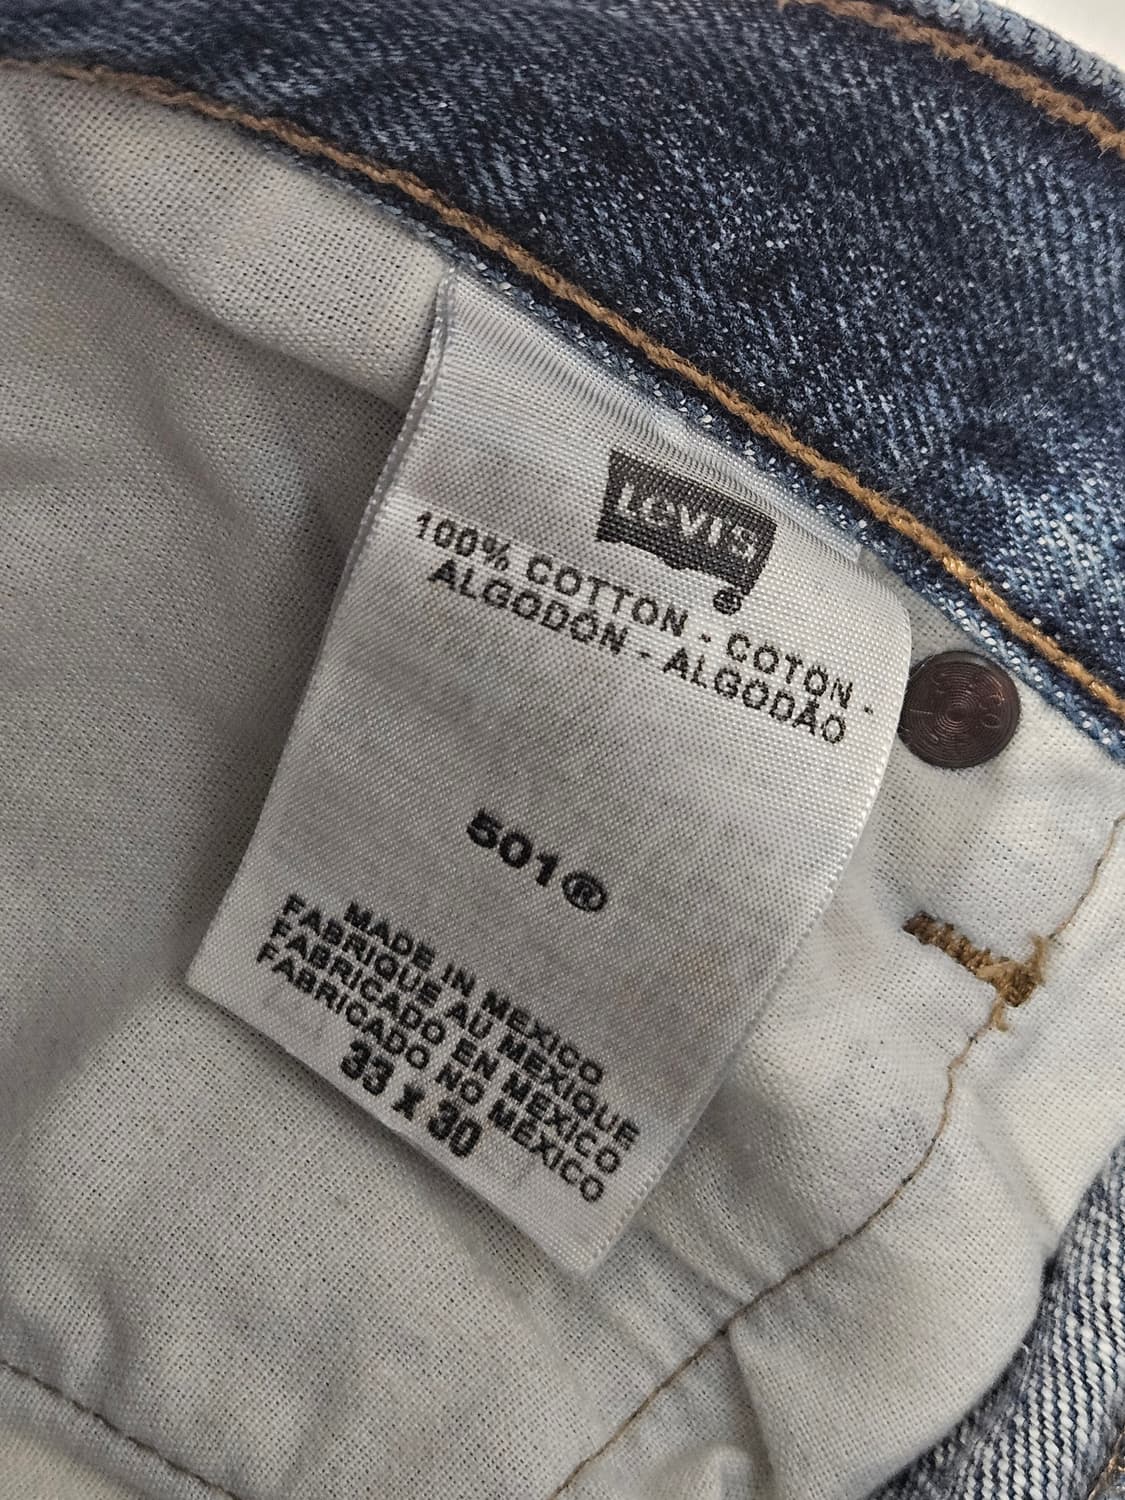 Levi's
®
100% COTTON - COTON -
ALGODÓN - ALGODÃO
501®
MADE IN MEXICO
FABRIQUE AU MEXIQUE
FABRICADO EN MEXICO
FABRICADO NO MÉXICO
33 X 30